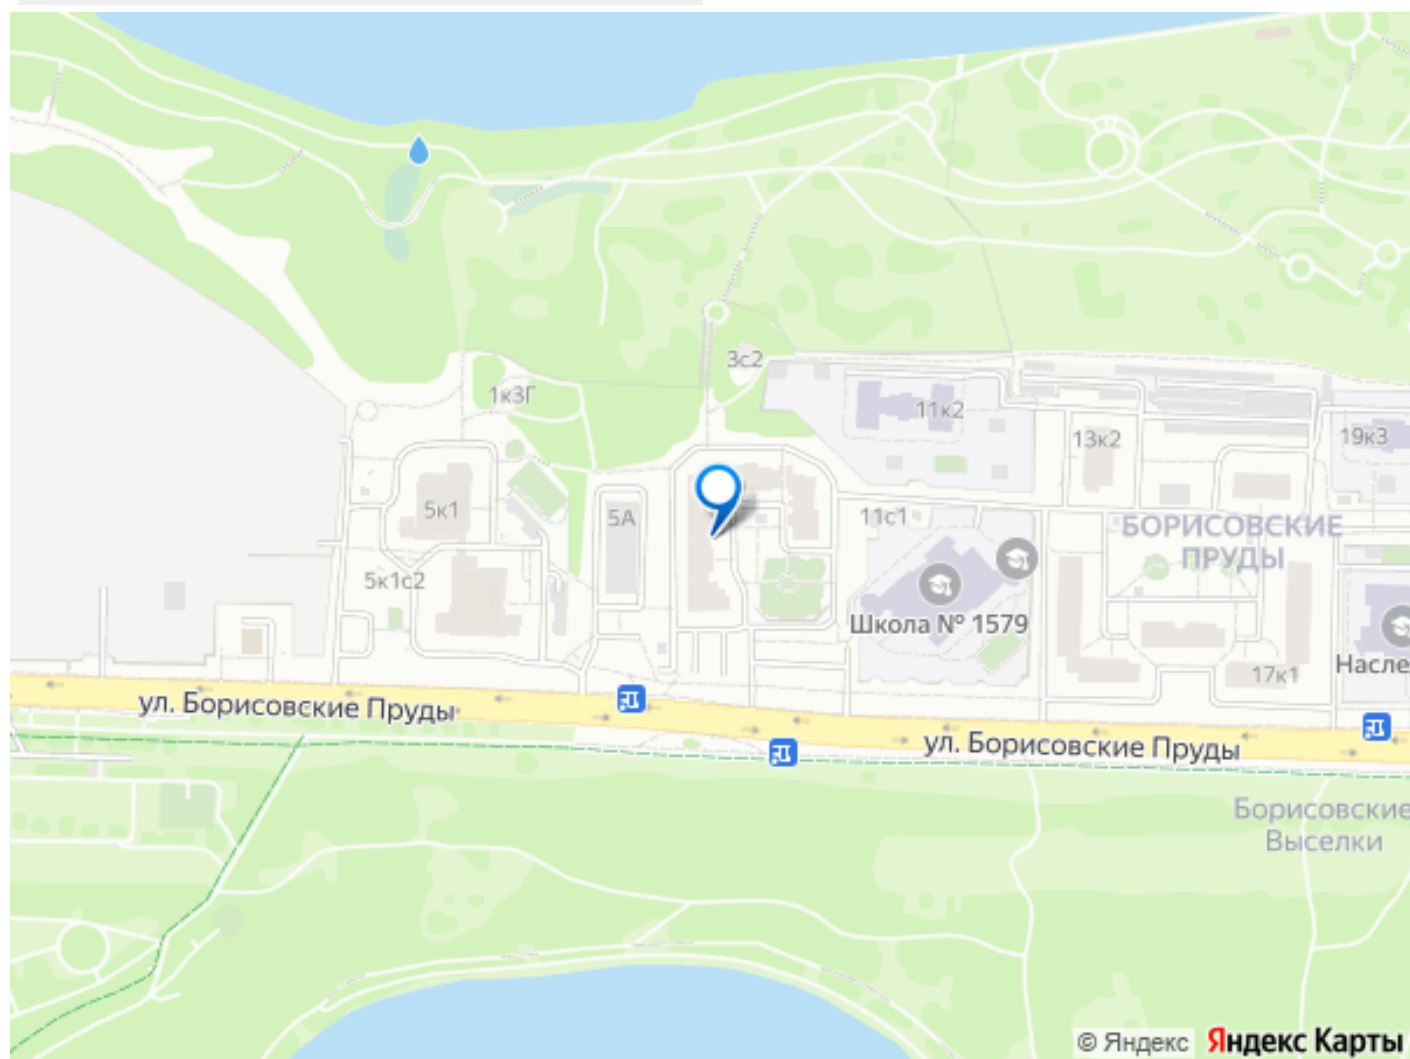 3с2
1к3Г
11к2
13к2
19к3
5к1
5А
11с1
БОРИСОВСКИЕ
ПРУДЫ
5к1с2
Школа № 1579
Насле
17к1
ул. Борисовские Пруды
ул. Борисовские Пруды
Борисовские
Выселки
© Яндекс Яндекс Карты